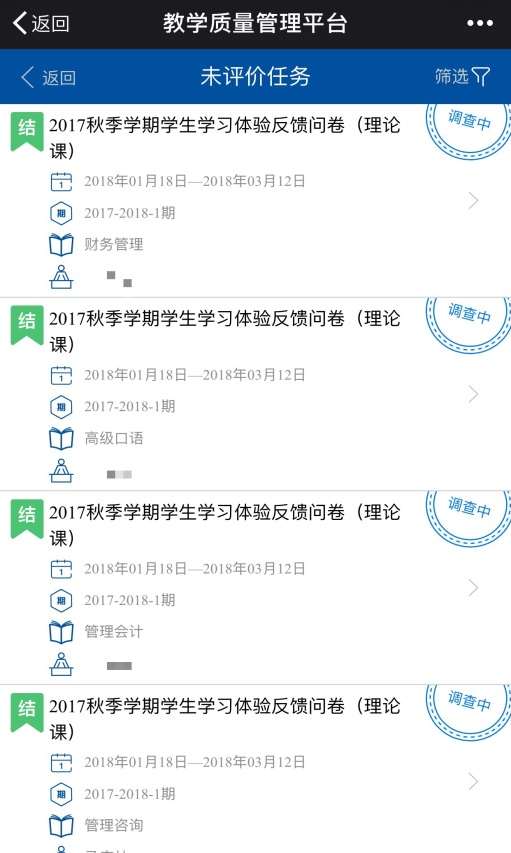 返回 教学质量管理平台
返回 未评价任务 筛选
结 2017秋季学期学生学习体验反馈问卷（理论 调查中
课）
1 2018年01月18日—2018年03月12日
期 2017-2018-1期
财务管理
结 2017秋季学期学生学习体验反馈问卷（理论 调查中
课）
1 2018年01月18日—2018年03月12日
期 2017-2018-1期
高级口语
结 2017秋季学期学生学习体验反馈问卷（理论 调查中
课）
1 2018年01月18日—2018年03月12日
期 2017-2018-1期
管理会计
结 2017秋季学期学生学习体验反馈问卷（理论 调查中
课）
1 2018年01月18日—2018年03月12日
期 2017-2018-1期
管理咨询